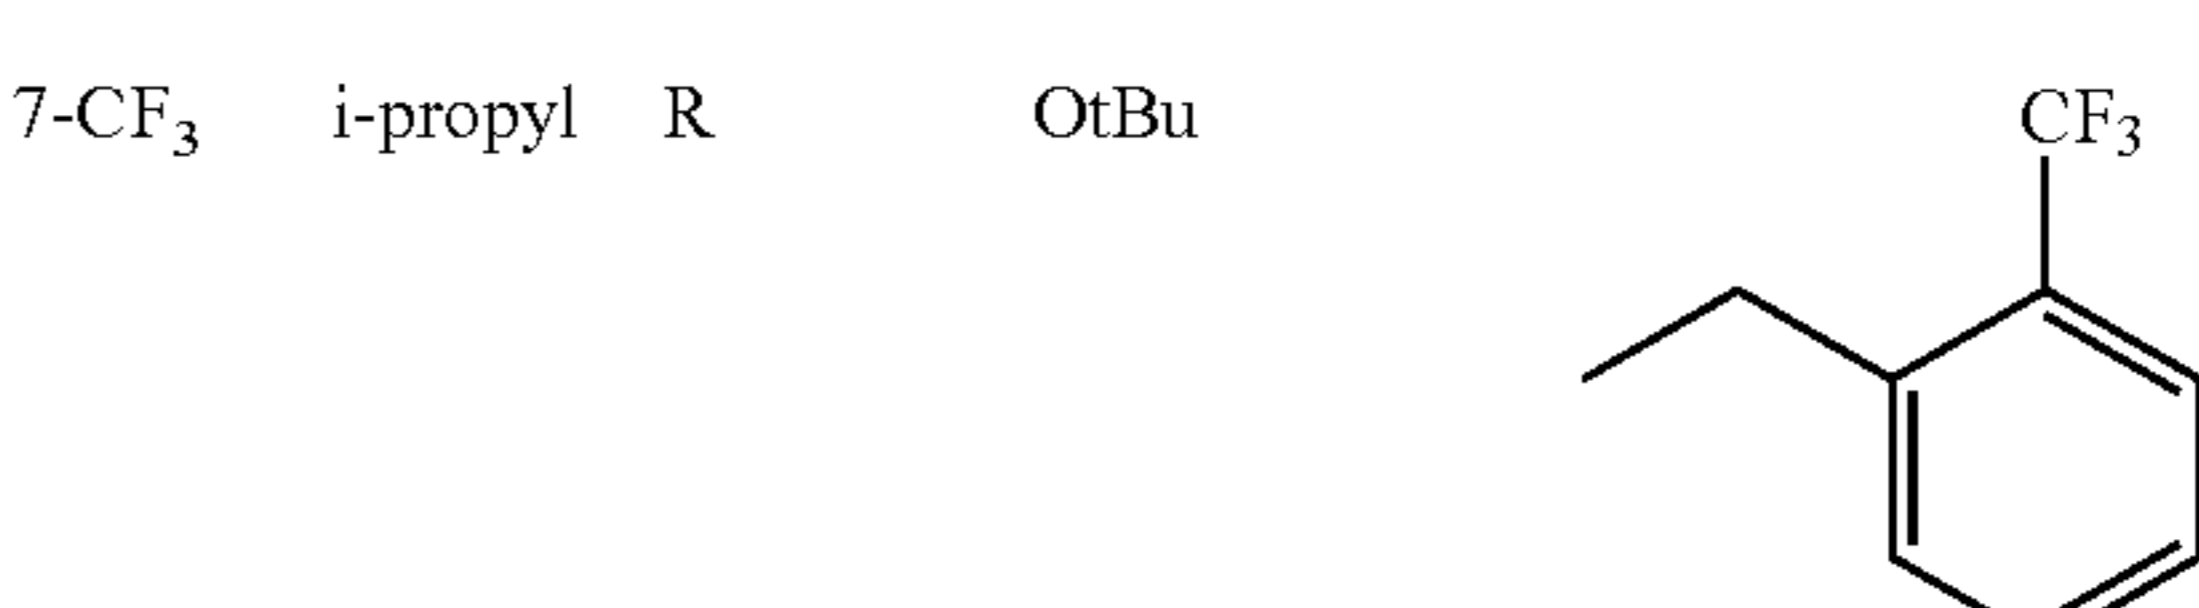 7-CF₃ i-propyl R OtBu CF₃